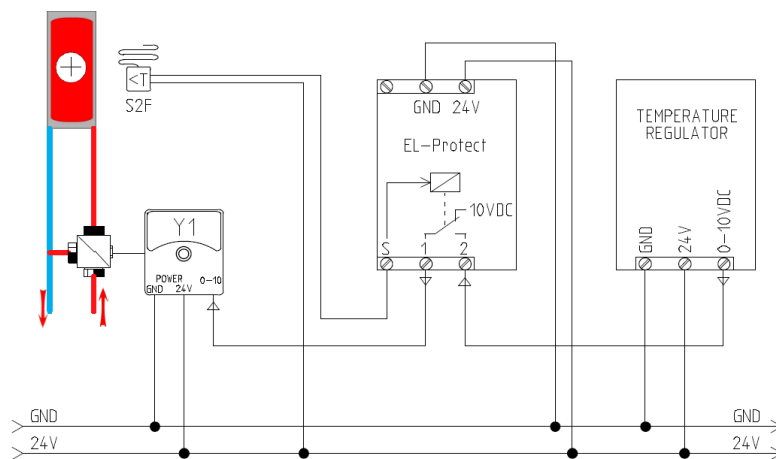 <T
S2F
GND 24V
EL-Protect
10VDC
S 1 2
TEMPERATURE
REGULATOR
GND
24V
0-10VDC
Y1
POWER
GND 24V
0-10
GND
GND
24V
24V